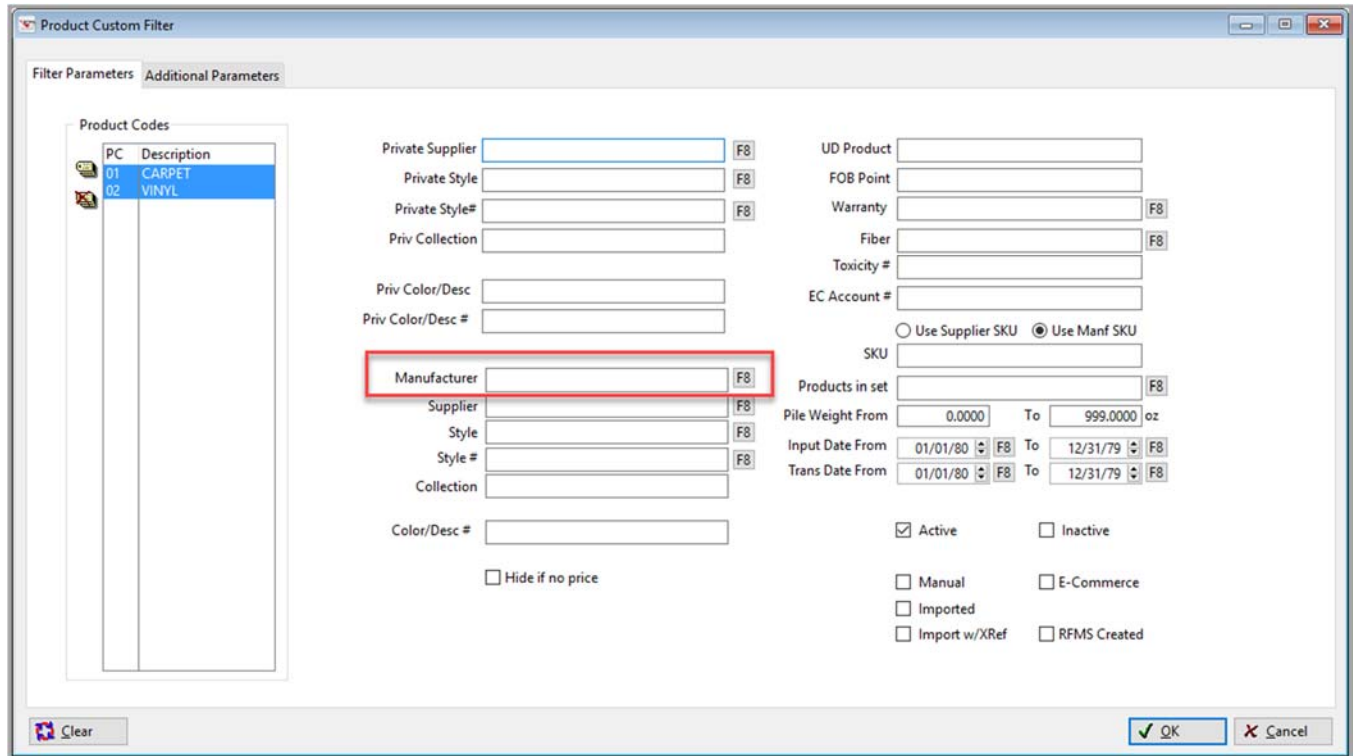 Product Custom Filter
Filter Parameters Additional Parameters
Product Codes
PC Description
01 CARPET
02 VINYL
Private Supplier F8
Private Style F8
Private Style# F8
Priv Collection
Priv Color/Desc
Priv Color/Desc #
Manufacturer F8
Supplier F8
Style F8
Style # F8
Collection
Color/Desc #
Hide if no price
UD Product
FOB Point
Warranty F8
Fiber F8
Toxicity #
EC Account #
Use Supplier SKU Use Manf SKU
SKU
Products in set F8
Pile Weight From 0.0000 To 999.0000 oz
Input Date From 01/01/80 F8 To 12/31/79 F8
Trans Date From 01/01/80 F8 To 12/31/79 F8
Active Inactive
Manual E-Commerce
Imported
Import w/XRef RFMS Created
Clear OK Cancel